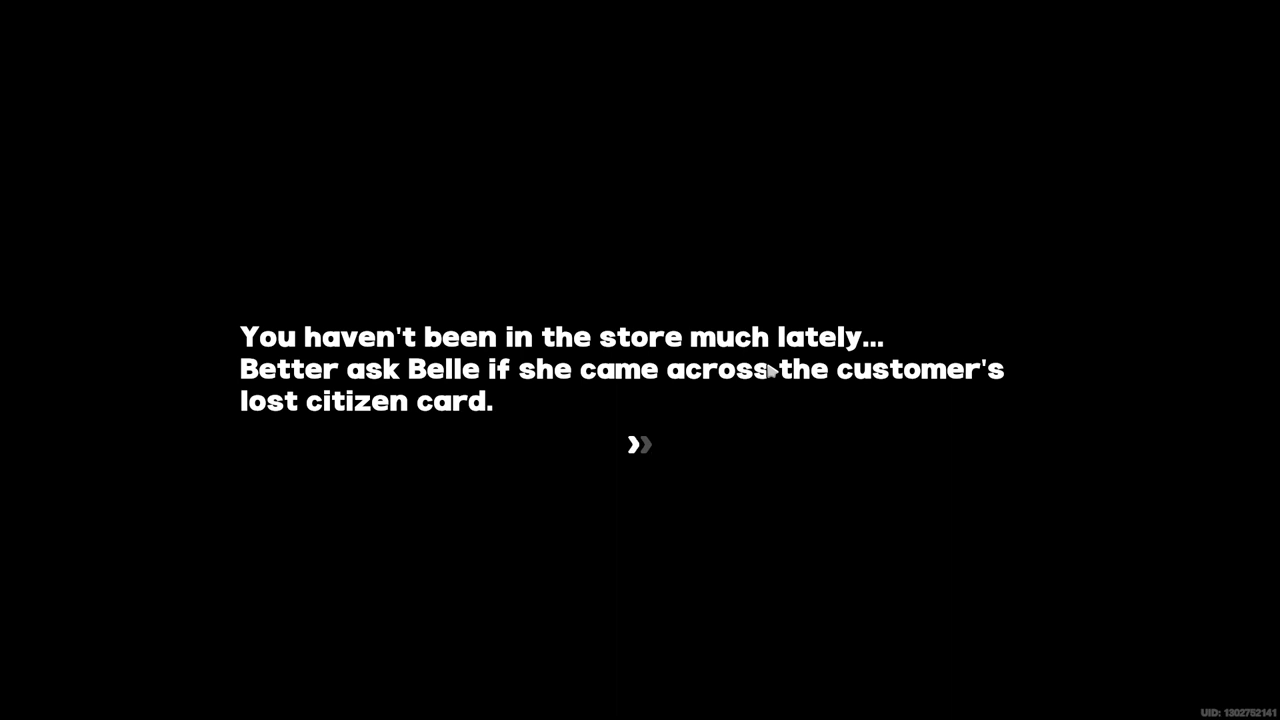 You haven't been in the store much lately...
Better ask Belle if she came across the customer's
lost citizen card.
UID: 1302752141